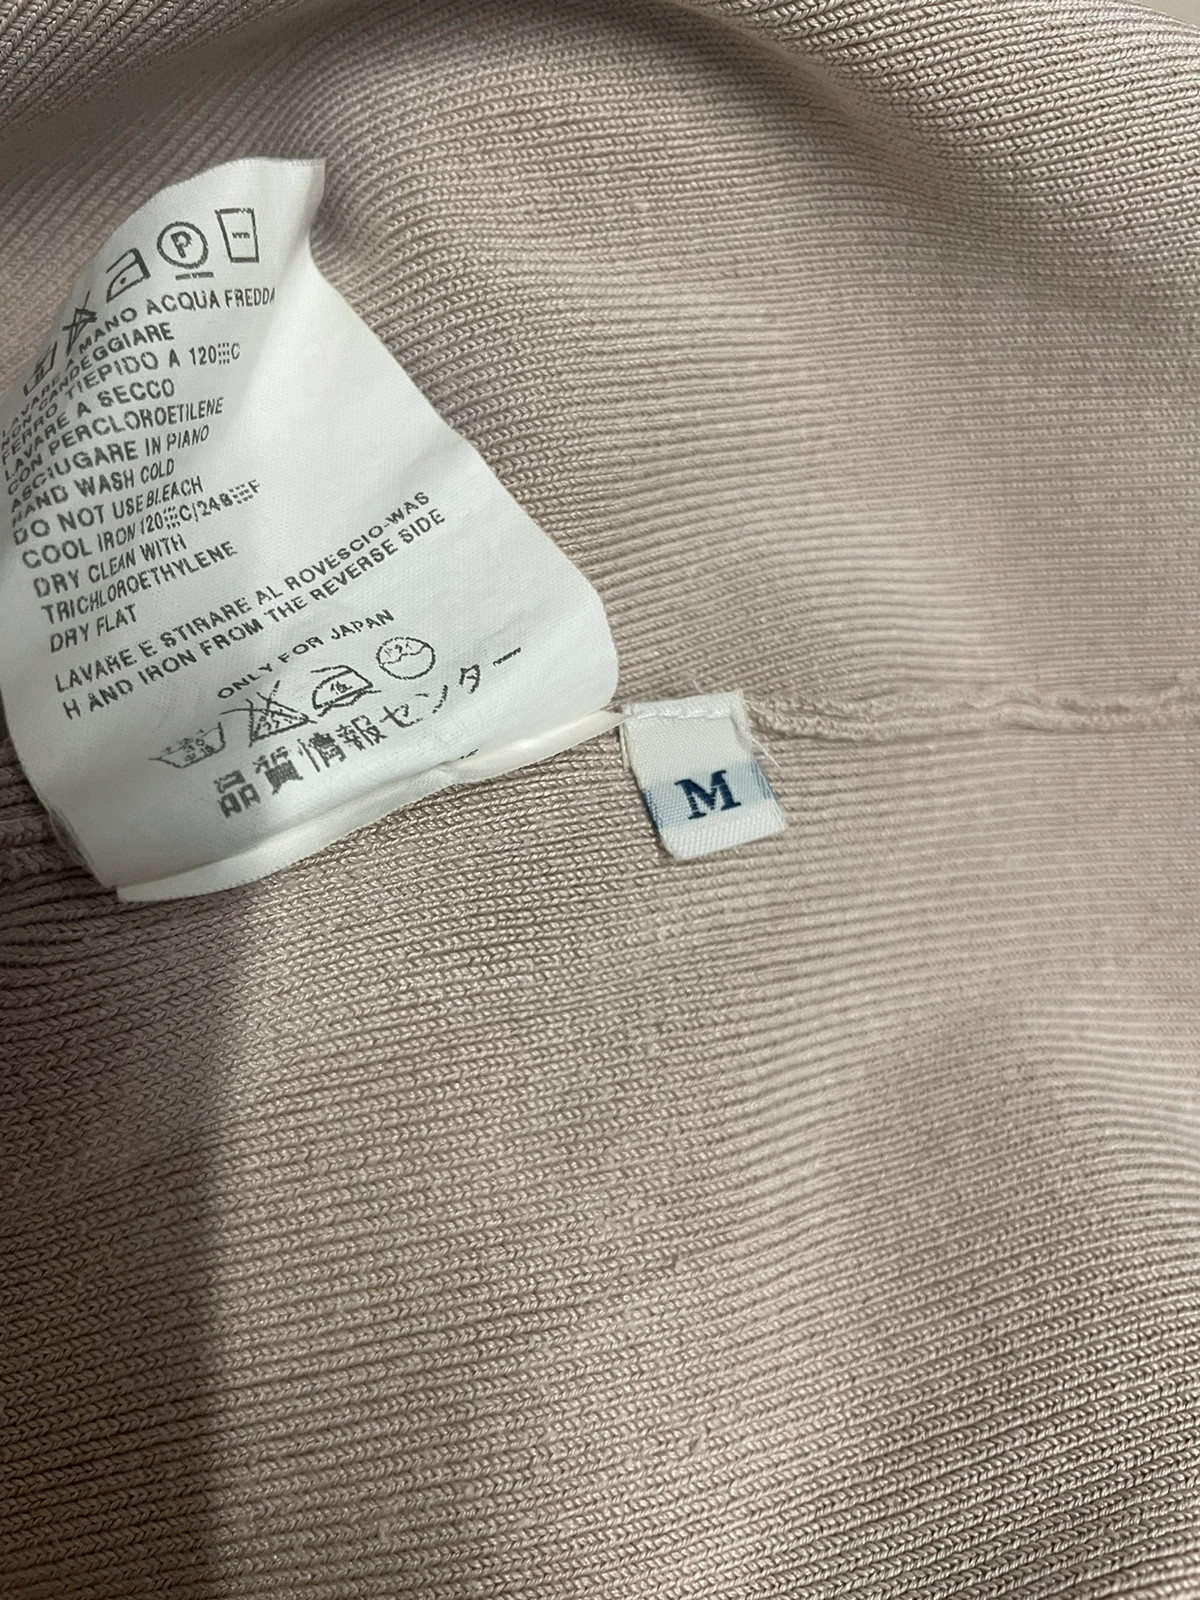 P
LAVARE A MANO ACQUA FREDDA
NON CANDEGGIARE
FERRO TIEPIDO A 120 C
LAVARE A SECCO
CON PERCLOROETILENE
ASCIUGARE IN PIANO
HAND WASH COLD
DO NOT USE BLEACH
COOL IRON 120 C/248 F
DRY CLEAN WITH
TRICHLOROETHYLENE
DRY FLAT
LAVARE E STIRARE AL ROVESCIO-WAS
H AND IRON FROM THE REVERSE SIDE
ONLY FOR JAPAN
品質情報センター
M